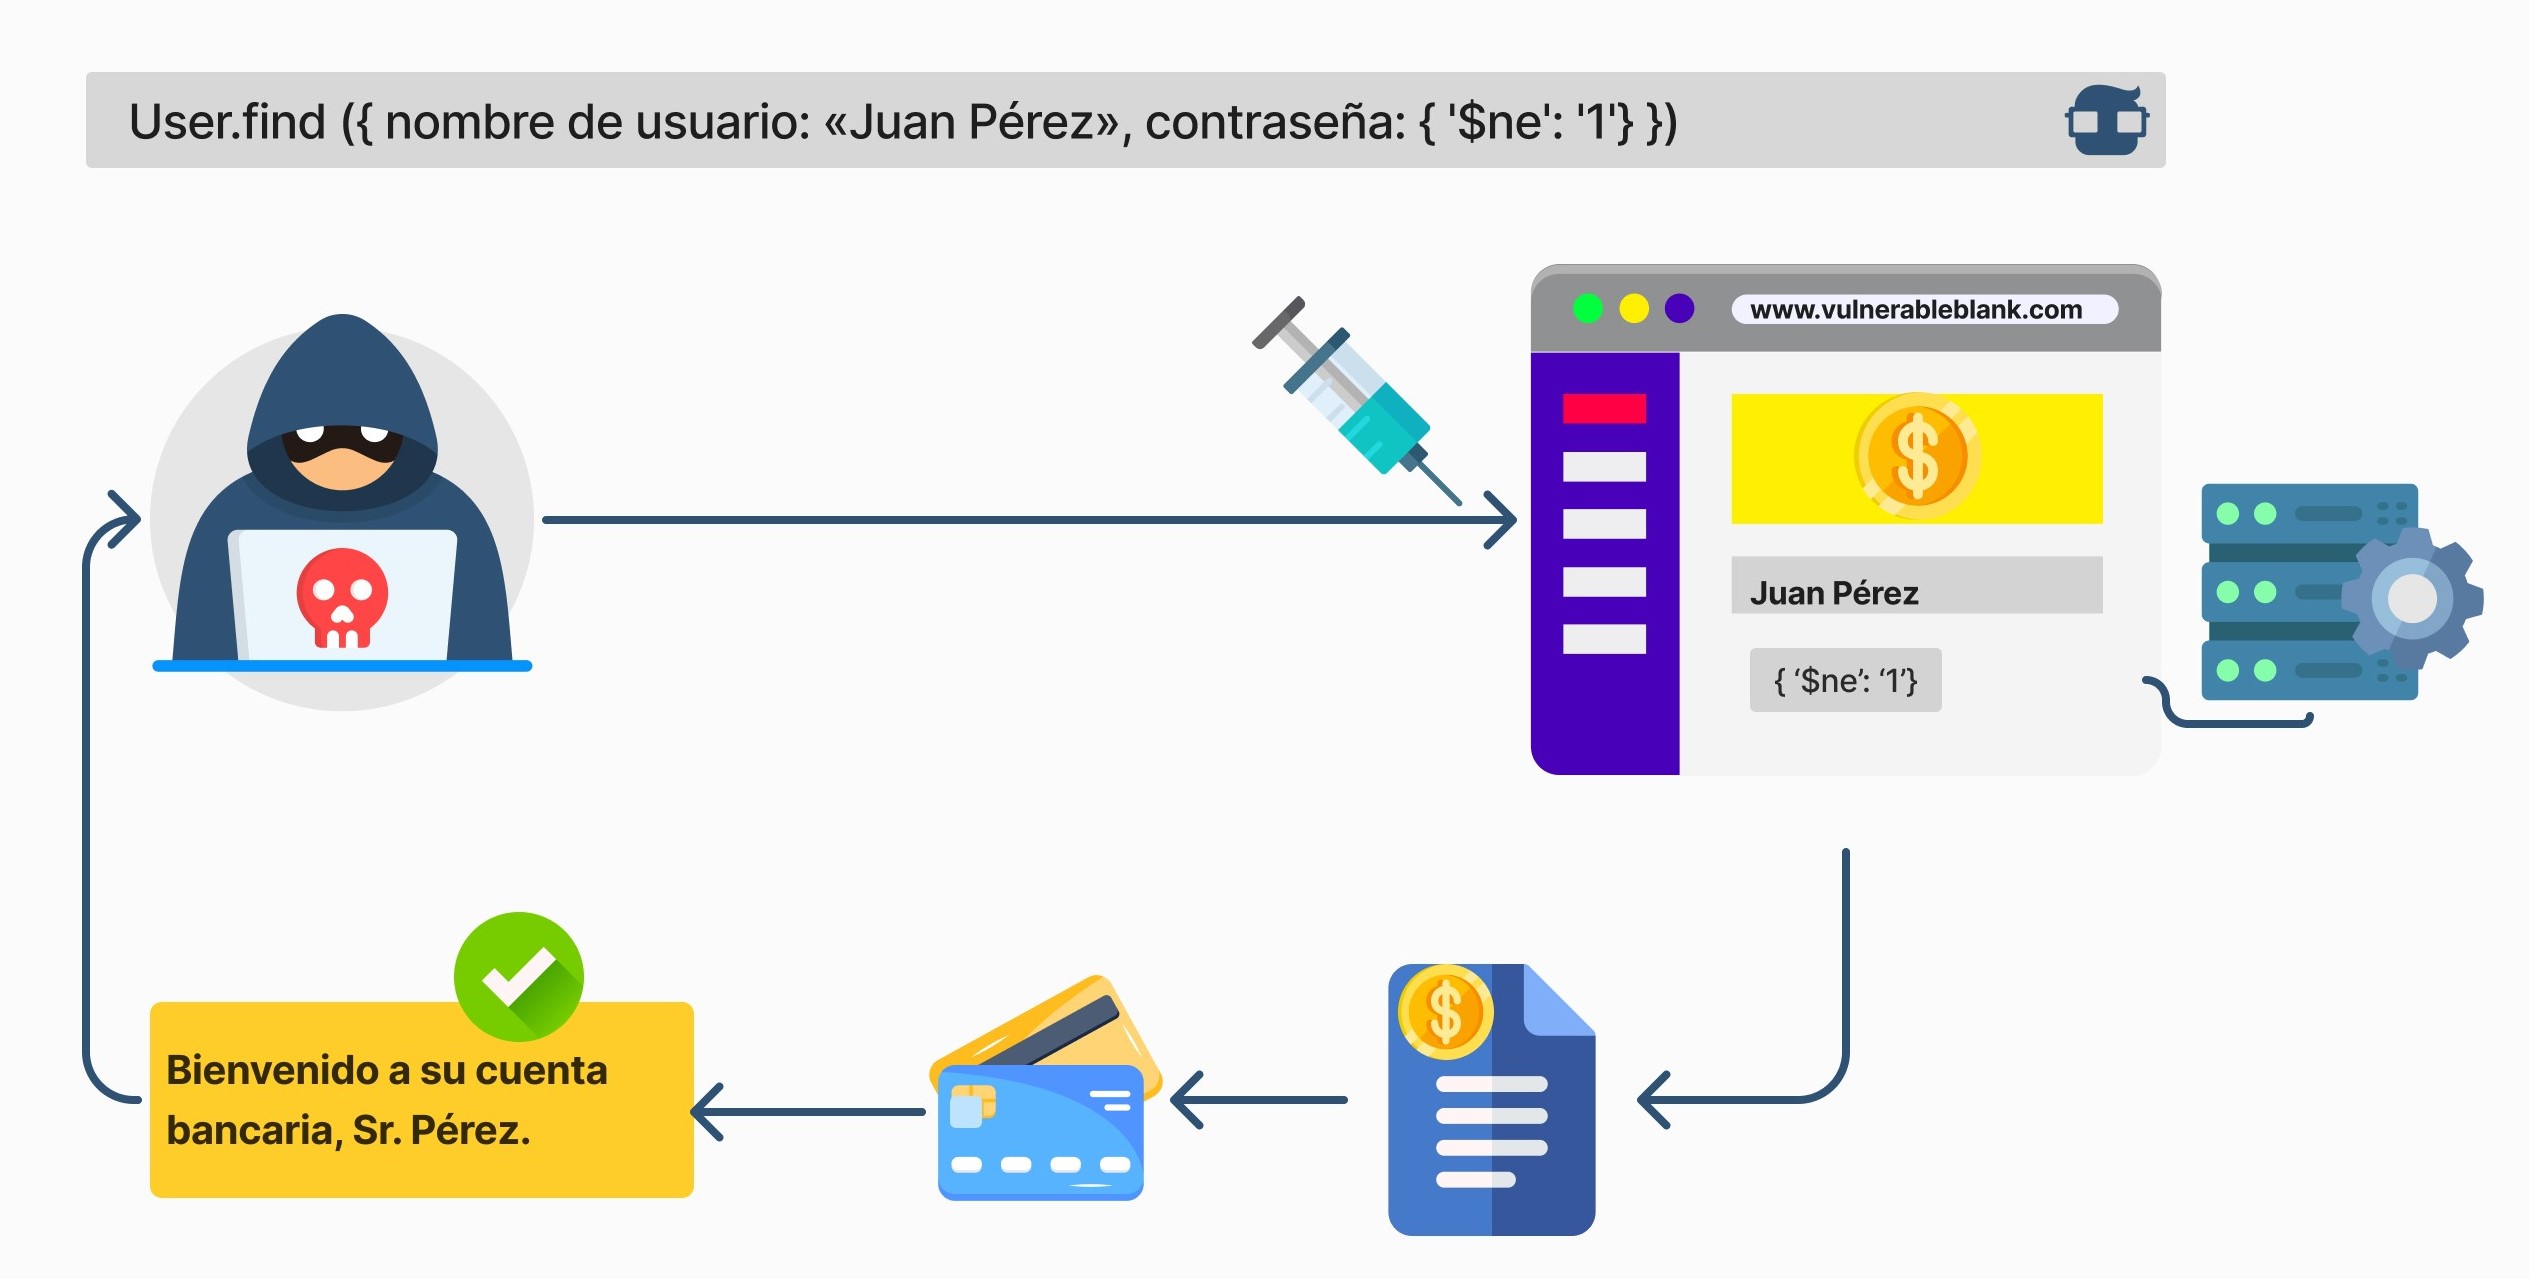 User.find ({ nombre de usuario: «Juan Pérez», contraseña: { '$ne': '1'} })
www.vulnerableblank.com
Juan Pérez
{ ‘$ne’: ‘1’}
Bienvenido a su cuenta
bancaria, Sr. Pérez.